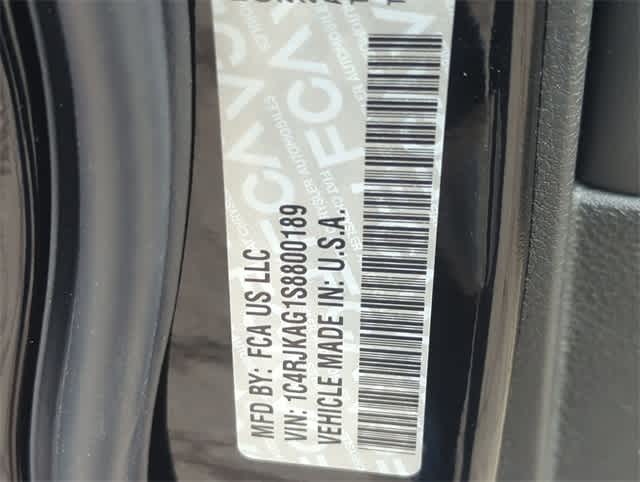 MFD BY: FCA US LLC
VIN: 1C4RJKAG1S8800189
VEHICLE MADE IN: U.S.A.